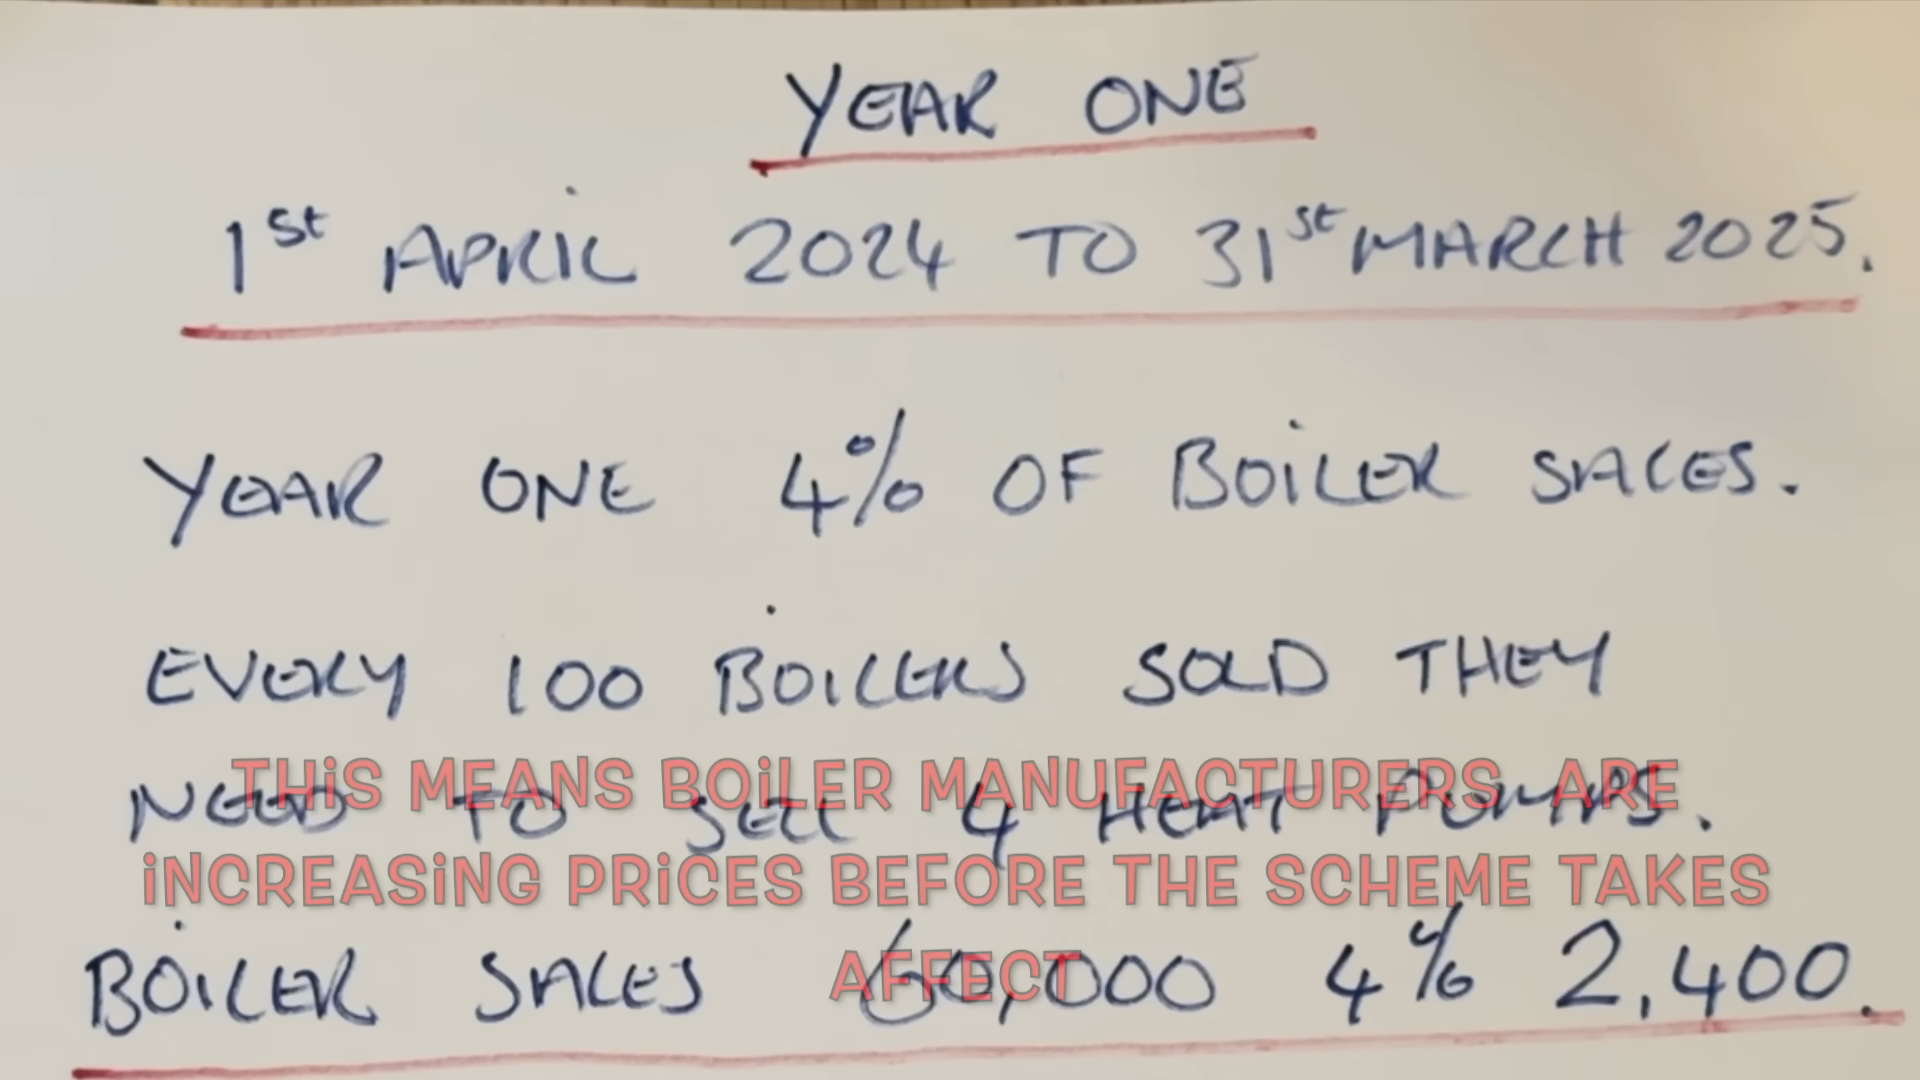 YEAR ONE
1st APRIL 2024 TO 31st MARCH 2025.
YEAR ONE 4% OF BOILER SALES.
EVERY 100 BOILERS SOLD THEY
NEED TO SELL 4 HEAT PUMPS.
THIS MEANS BOILER MANUFACTURERS ARE
INCREASING PRICES BEFORE THE SCHEME TAKES
AFFECT
BOILER SALES 60,000 4% 2,400.